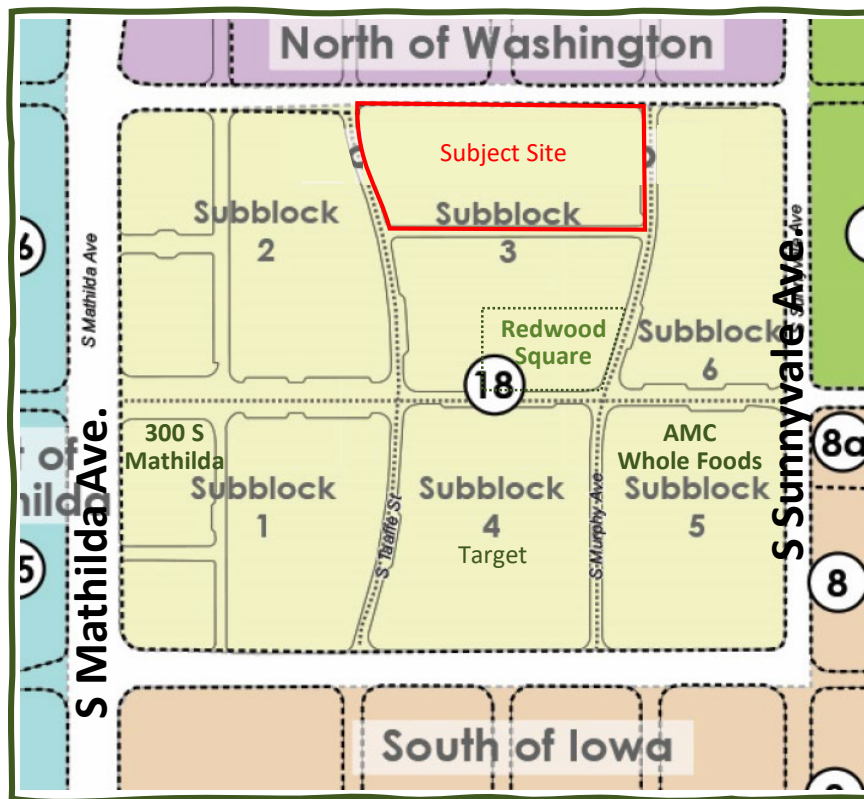 North of Washington
Subject Site
Subblock
2
Subblock
3
6
S Mathilda Ave
S Sunnyvale Ave.
Redwood
Square
Subblock
6
18
300 S
Mathilda
AMC
Whole Foods
8a
S Mathilda Ave.
Subblock
1
Subblock
4
Target
Subblock
5
S Taaffe St
S Murphy Ave
5
8
South of Iowa